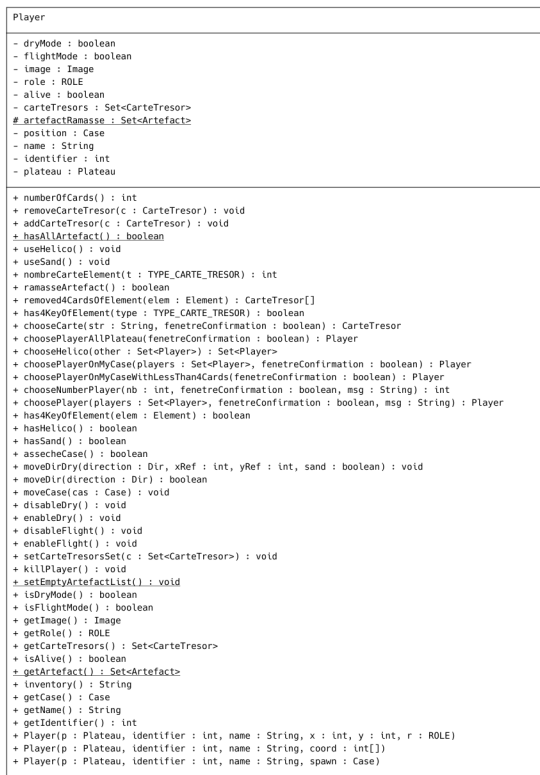 Player
- dryMode : boolean
- flightMode : boolean
- image : Image
- role : ROLE
- alive : boolean
- carteTresors : Set<CarteTresor>
# artefactRamasse : Set<Artefact>
- position : Case
- name : String
- identifier : int
- plateau : Plateau
+ numberOfCards() : int
+ removeCarteTresor(c : CarteTresor) : void
+ addCarteTresor(c : CarteTresor) : void
+ hasAllArtefact() : boolean
+ useHelico() : void
+ useSand() : void
+ nombreCarteElement(t : TYPE_CARTE_TRESOR) : int
+ ramasseArtefact() : boolean
+ removed4CardsOfElement(elem : Element) : CarteTresor[]
+ has4KeyOfElement(type : TYPE_CARTE_TRESOR) : boolean
+ chooseCarte(str : String, fenetreConfirmation : boolean) : CarteTresor
+ choosePlayerAllPlateau(fenetreConfirmation : boolean) : Player
+ chooseHelico(other : Set<Player>) : Set<Player>
+ choosePlayerOnMyCase(players : Set<Player>, fenetreConfirmation : boolean) : Player
+ choosePlayerOnMyCaseWithLessThan4Cards(fenetreConfirmation : boolean) : Player
+ chooseNumberPlayer(nb : int, fenetreConfirmation : boolean, msg : String) : int
+ choosePlayer(players : Set<Player>, fenetreConfirmation : boolean, msg : String) : Player
+ has4KeyOfElement(elem : Element) : boolean
+ hasHelico() : boolean
+ hasSand() : boolean
+ assecheCase() : boolean
+ moveDirDry(direction : Dir, xRef : int, yRef : int, sand : boolean) : void
+ moveDir(direction : Dir) : boolean
+ moveCase(cas : Case) : void
+ disableDry() : void
+ enableDry() : void
+ disableFlight() : void
+ enableFlight() : void
+ setCarteTresorsSet(c : Set<CarteTresor>) : void
+ killPlayer() : void
+ setEmptyArtefactList() : void
+ isDryMode() : boolean
+ isFlightMode() : boolean
+ getImage() : Image
+ getRole() : ROLE
+ getCarteTresors() : Set<CarteTresor>
+ isAlive() : boolean
+ getArtefact() : Set<Artefact>
+ inventory() : String
+ getCase() : Case
+ getName() : String
+ getIdentifier() : int
+ Player(p : Plateau, identifier : int, name : String, x : int, y : int, r : ROLE)
+ Player(p : Plateau, identifier : int, name : String, coord : int[])
+ Player(p : Plateau, identifier : int, name : String, spawn : Case)